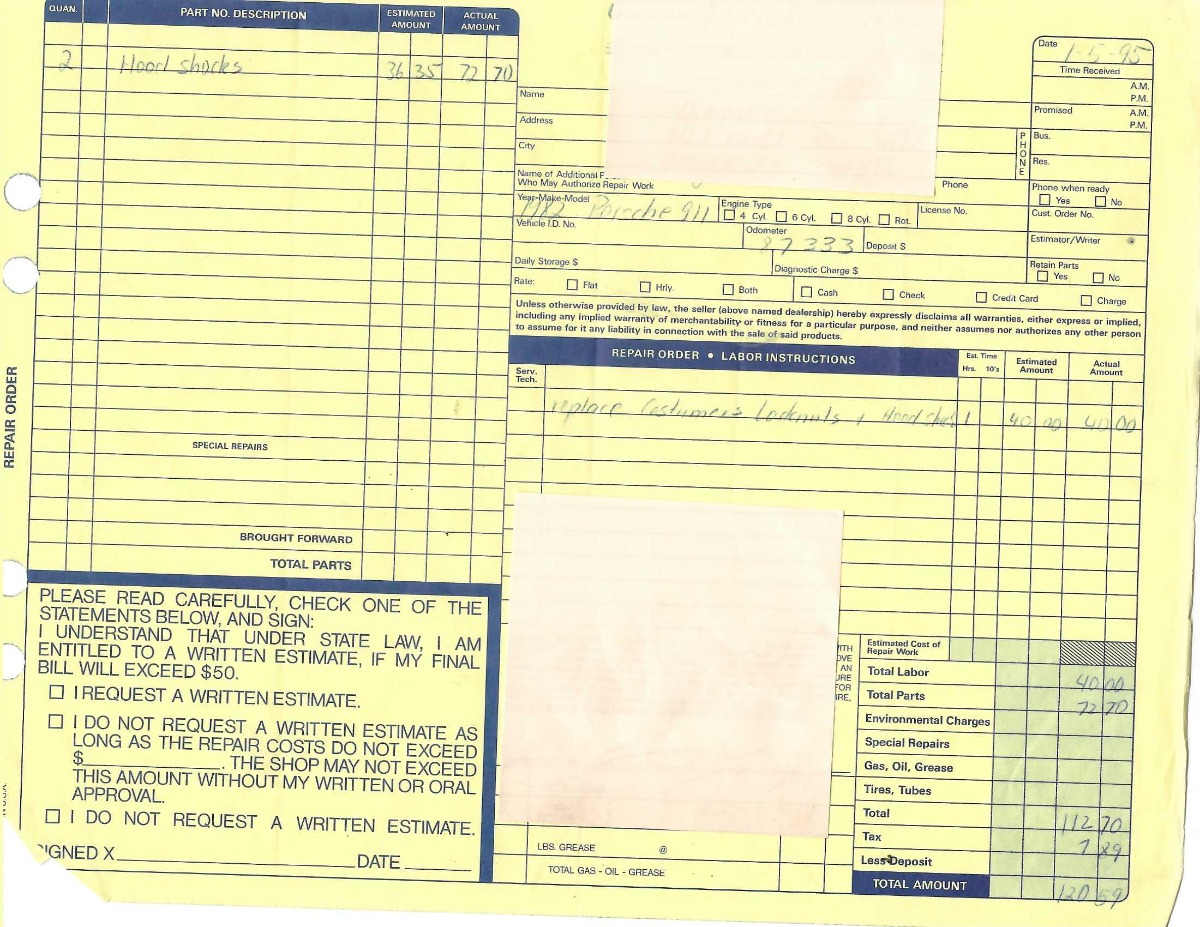 QUAN. PART NO. DESCRIPTION ESTIMATED AMOUNT ACTUAL AMOUNT
2 Hood shocks 36 35 72 70
SPECIAL REPAIRS
BROUGHT FORWARD
TOTAL PARTS
REPAIR ORDER
PLEASE READ CAREFULLY, CHECK ONE OF THE
STATEMENTS BELOW, AND SIGN:
I UNDERSTAND THAT UNDER STATE LAW, I AM
ENTITLED TO A WRITTEN ESTIMATE, IF MY FINAL
BILL WILL EXCEED $50.
I REQUEST A WRITTEN ESTIMATE.
I DO NOT REQUEST A WRITTEN ESTIMATE AS
LONG AS THE REPAIR COSTS DO NOT EXCEED
$ . THE SHOP MAY NOT EXCEED
THIS AMOUNT WITHOUT MY WRITTEN OR ORAL
APPROVAL.
I DO NOT REQUEST A WRITTEN ESTIMATE.
IGNED X DATE
Date 1-5-95
Time Received
A.M.
P.M.
Promised A.M.
P.M.
Name
Address
City
PHONE
Bus.
Res.
Name of Additional
Who May Authorize Repair Work Phone
Phone when ready
Yes No
Year-Make-Model 1982 Porsche 911
Engine Type
4 Cyl. 6 Cyl. 8 Cyl. Rot.
License No.
Cust. Order No.
Vehicle I.D. No.
Odometer 87333
Deposit $
Estimator/Writer
Daily Storage $
Diagnostic Charge $
Retain Parts
Yes No
Rate: Flat Hrly. Both Cash Check Credit Card Charge
Unless otherwise provided by law, the seller (above named dealership) hereby expressly disclaims all warranties, either express or implied,
including any implied warranty of merchantability or fitness for a particular purpose, and neither assumes nor authorizes any other person
to assume for it any liability in connection with the sale of said products.
REPAIR ORDER • LABOR INSTRUCTIONS
Est. Time Hrs. 10's Estimated Amount Actual Amount
Serv. Tech.
replace Costumers Locknuts + Hood 1 40 00 40 00
ITH
OVE
AN
URE
FOR
IRE.
Estimated Cost of
Repair Work
Total Labor 40 00
Total Parts 72 70
Environmental Charges
Special Repairs
Gas, Oil, Grease
Tires, Tubes
Total 112 70
Tax 7 89
Less Deposit
TOTAL AMOUNT 120 59
LBS. GREASE @
TOTAL GAS - OIL - GREASE